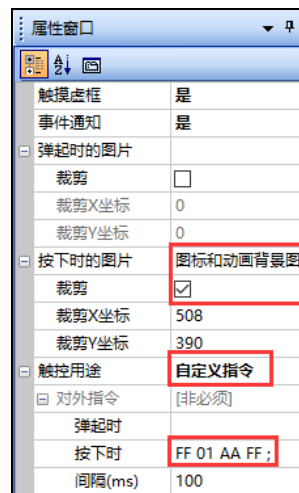 属性窗口
触摸虚框 是
事件通知 是
弹起时的图片
裁剪
裁剪X坐标 0
裁剪Y坐标 0
按下时的图片 图标和动画背景图
裁剪
裁剪X坐标 508
裁剪Y坐标 390
触控用途 自定义指令
对外指令 [非必须]
弹起时
按下时 FF 01 AA FF ;
间隔(ms) 100